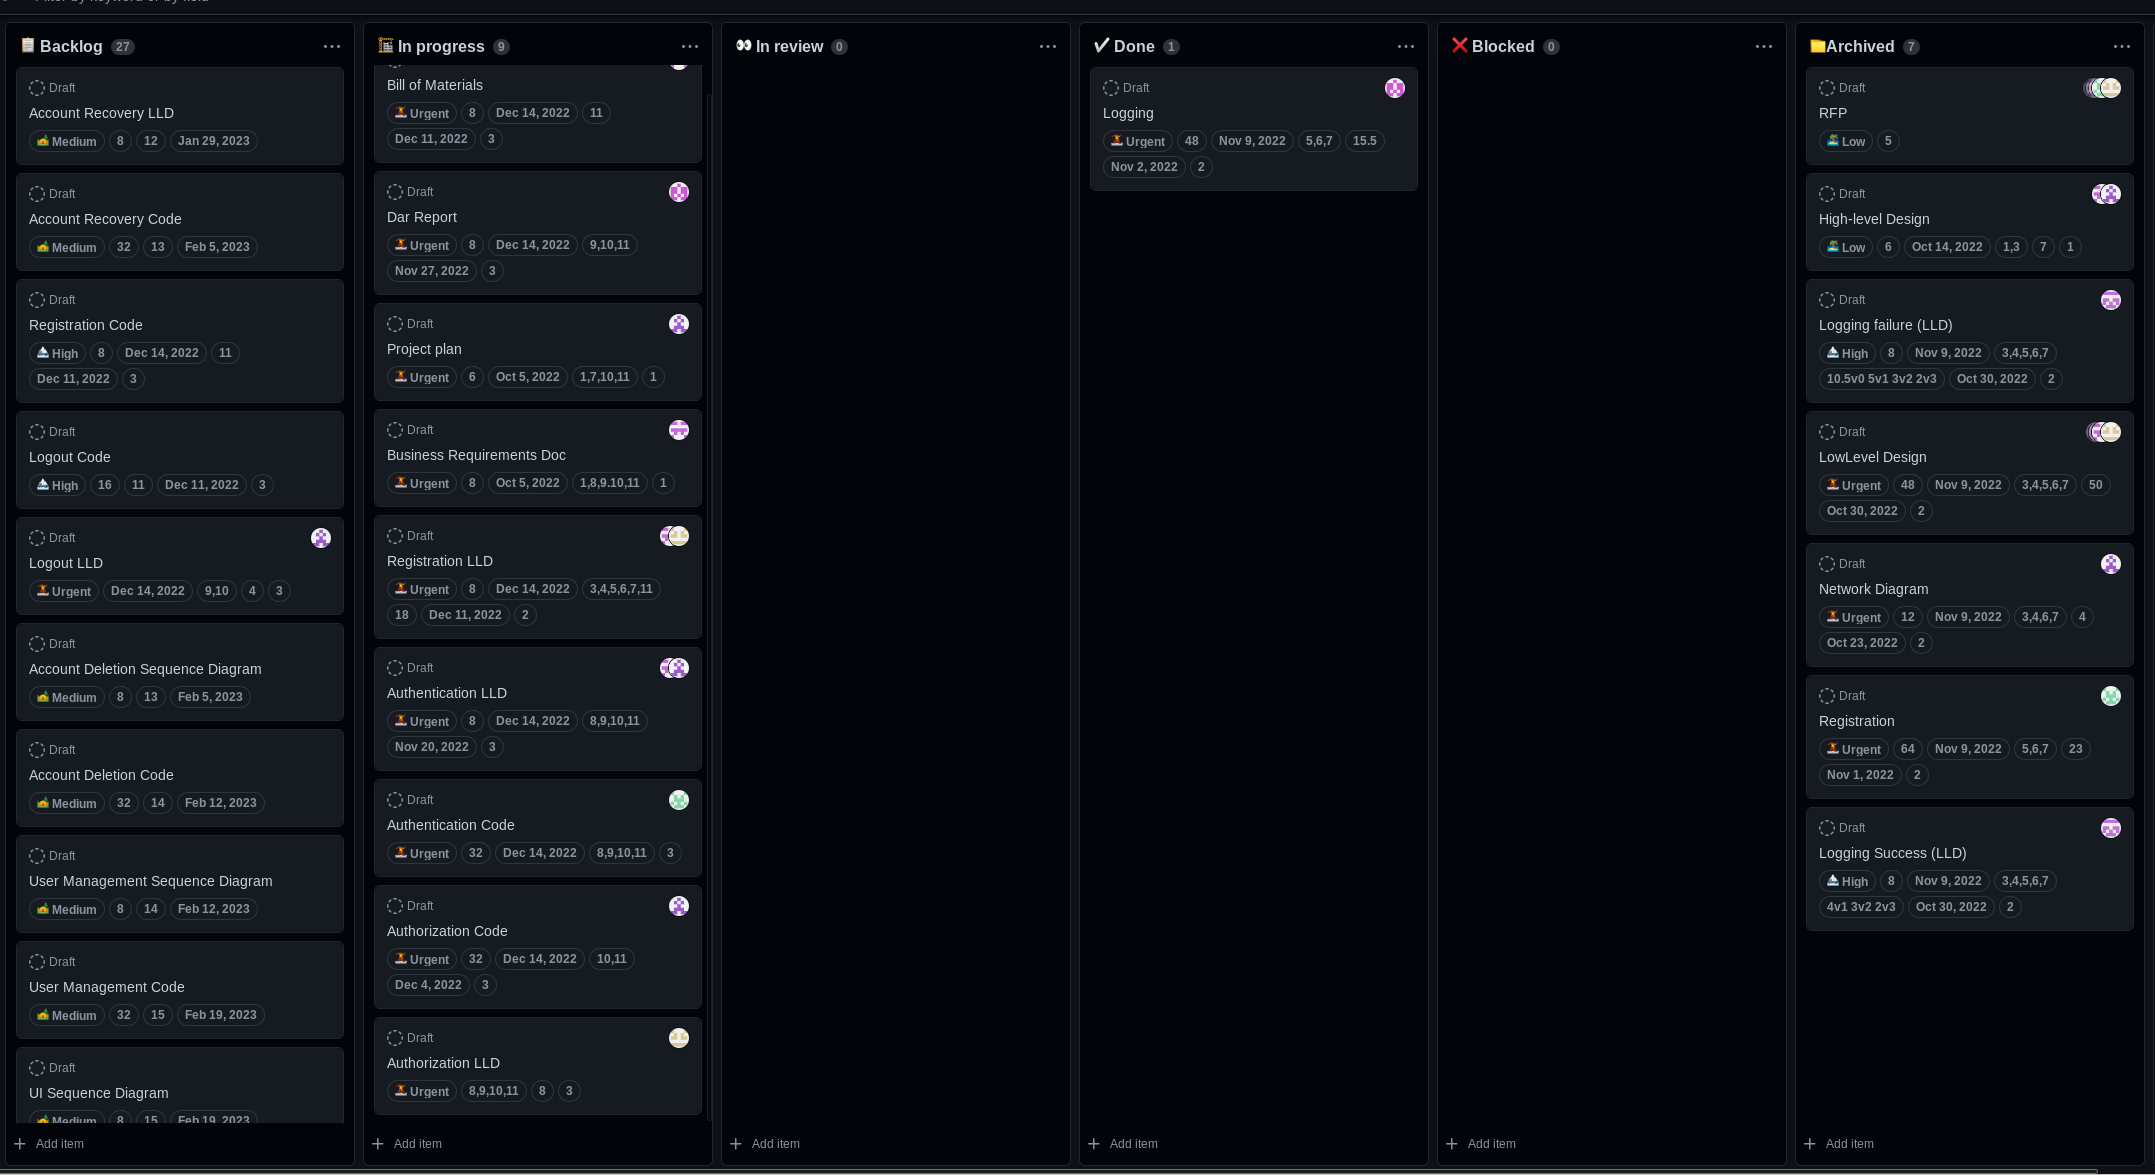 Backlog 27
Draft
Account Recovery LLD
Medium 8 12 Jan 29, 2023
Draft
Account Recovery Code
Medium 32 13 Feb 5, 2023
Draft
Registration Code
High 8 Dec 14, 2022 11
Dec 11, 2022 3
Draft
Logout Code
High 16 11 Dec 11, 2022 3
Draft
Logout LLD
Urgent Dec 14, 2022 9,10 4 3
Draft
Account Deletion Sequence Diagram
Medium 8 13 Feb 5, 2023
Draft
Account Deletion Code
Medium 32 14 Feb 12, 2023
Draft
User Management Sequence Diagram
Medium 8 14 Feb 12, 2023
Draft
User Management Code
Medium 32 15 Feb 19, 2023
Draft
UI Sequence Diagram
Medium 8 15 Feb 19, 2023
Add item
In progress 9
Bill of Materials
Urgent 8 Dec 14, 2022 11
Dec 11, 2022 3
Draft
Dar Report
Urgent 8 Dec 14, 2022 9,10,11
Nov 27, 2022 3
Draft
Project plan
Urgent 6 Oct 5, 2022 1,7,10,11 1
Draft
Business Requirements Doc
Urgent 8 Oct 5, 2022 1,8,9.10,11 1
Draft
Registration LLD
Urgent 8 Dec 14, 2022 3,4,5,6,7,11
18 Dec 11, 2022 2
Draft
Authentication LLD
Urgent 8 Dec 14, 2022 8,9,10,11
Nov 20, 2022 3
Draft
Authentication Code
Urgent 32 Dec 14, 2022 8,9,10,11 3
Draft
Authorization Code
Urgent 32 Dec 14, 2022 10,11
Dec 4, 2022 3
Draft
Authorization LLD
Urgent 8,9,10,11 8 3
Add item
In review 0
Add item
Done 1
Draft
Logging
Urgent 48 Nov 9, 2022 5,6,7 15.5
Nov 2, 2022 2
Add item
Blocked 0
Add item
Archived 7
Draft
RFP
Low 5
Draft
High-level Design
Low 6 Oct 14, 2022 1,3 7 1
Draft
Logging failure (LLD)
High 8 Nov 9, 2022 3,4,5,6,7
10.5v0 5v1 3v2 2v3 Oct 30, 2022 2
Draft
LowLevel Design
Urgent 48 Nov 9, 2022 3,4,5,6,7 50
Oct 30, 2022 2
Draft
Network Diagram
Urgent 12 Nov 9, 2022 3,4,6,7 4
Oct 23, 2022 2
Draft
Registration
Urgent 64 Nov 9, 2022 5,6,7 23
Nov 1, 2022 2
Draft
Logging Success (LLD)
High 8 Nov 9, 2022 3,4,5,6,7
4v1 3v2 2v3 Oct 30, 2022 2
Add item